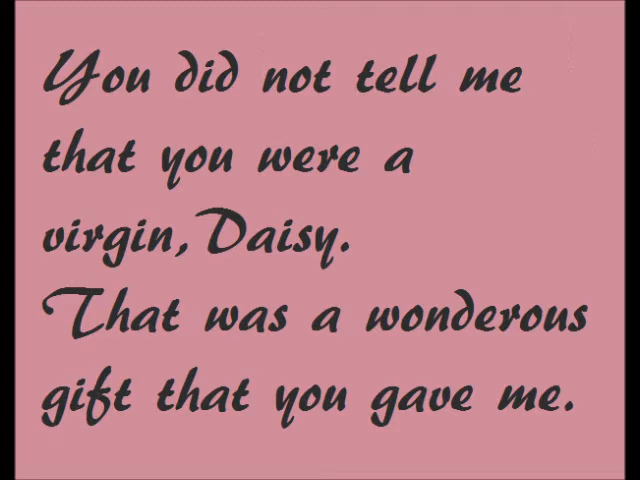 You did not tell me
that you were a
virgin, Daisy.
That was a wonderous
gift that you gave me.